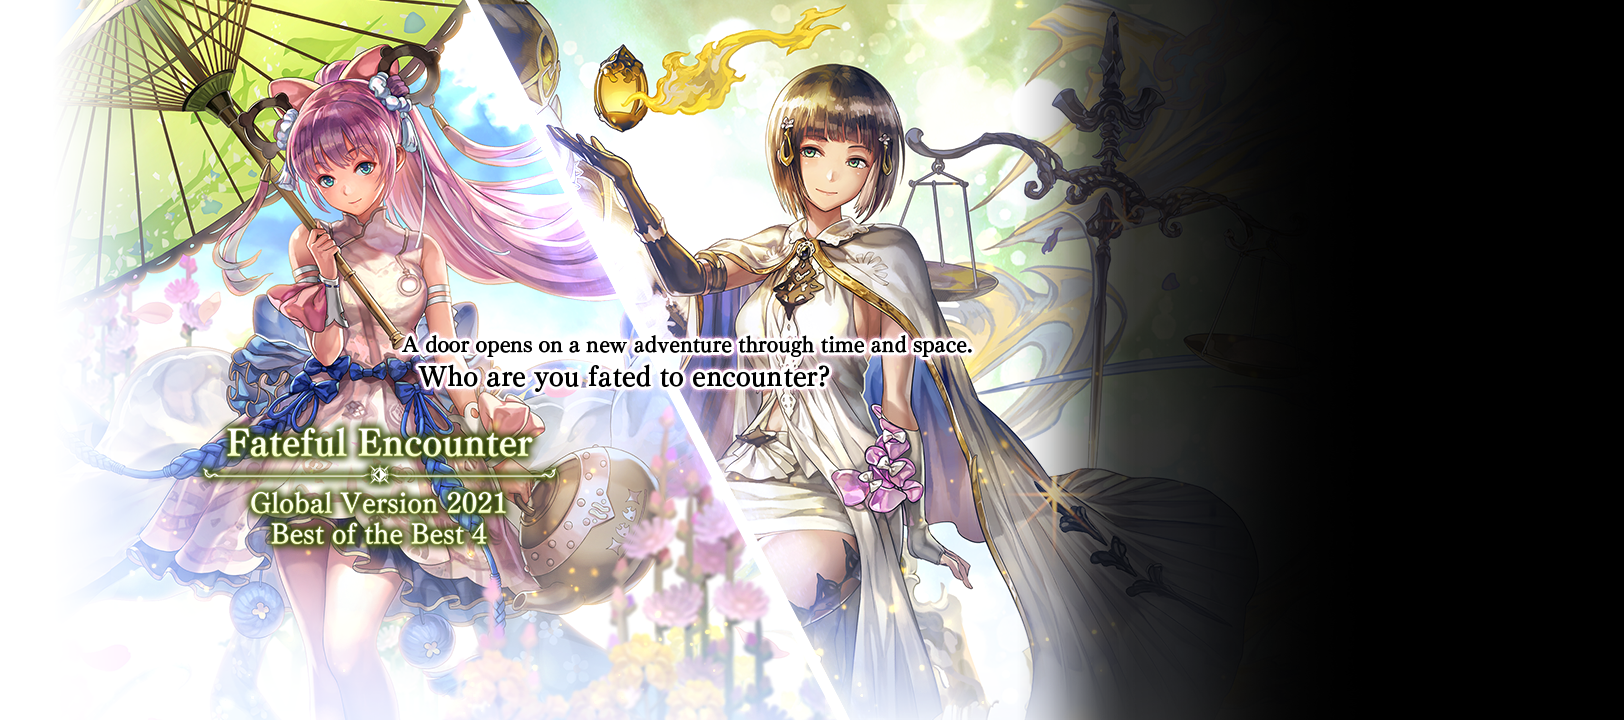 A door opens on a new adventure through time and space.
Who are you fated to encounter?
Fateful Encounter
Global Version 2021
Best of the Best 4